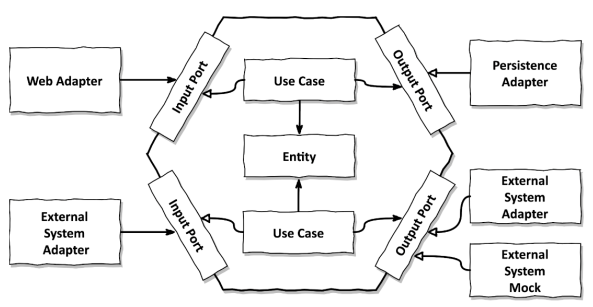 Web Adapter
Input Port
Use Case
Output Port
Persistence
Adapter
Entity
External
System
Adapter
Input Port
Use Case
Output Port
External
System
Adapter
External
System
Mock